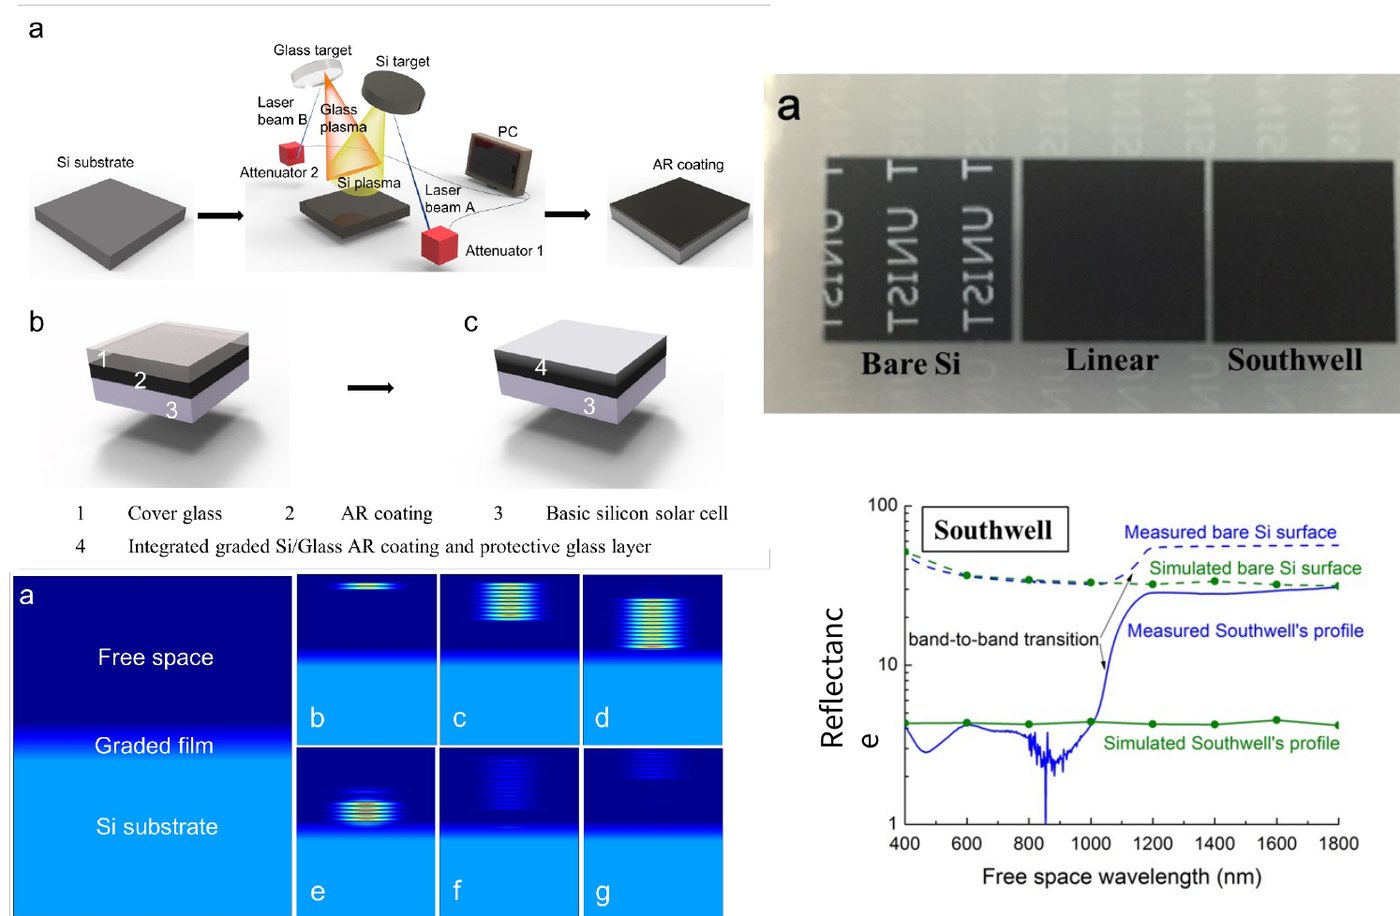 a
Glass target
Si target
Laser
beam B
Glass
plasma
PC
Si substrate
Attenuator 2
Si plasma
Laser
beam A
AR coating
Attenuator 1
b
1
2
3
c
4
3
1 Cover glass 2 AR coating 3 Basic silicon solar cell
4 Integrated graded Si/Glass AR coating and protective glass layer
a
Free space
Graded film
Si substrate
b
c
d
e
f
g
a
UNIST
UNIST
UNIST
Bare Si
Linear
Southwell
Southwell
Measured bare Si surface
Simulated bare Si surface
band-to-band transition
Measured Southwell's profile
Simulated Southwell's profile
Reflectanc
e
100
10
1
400 600 800 1000 1200 1400 1600 1800
Free space wavelength (nm)